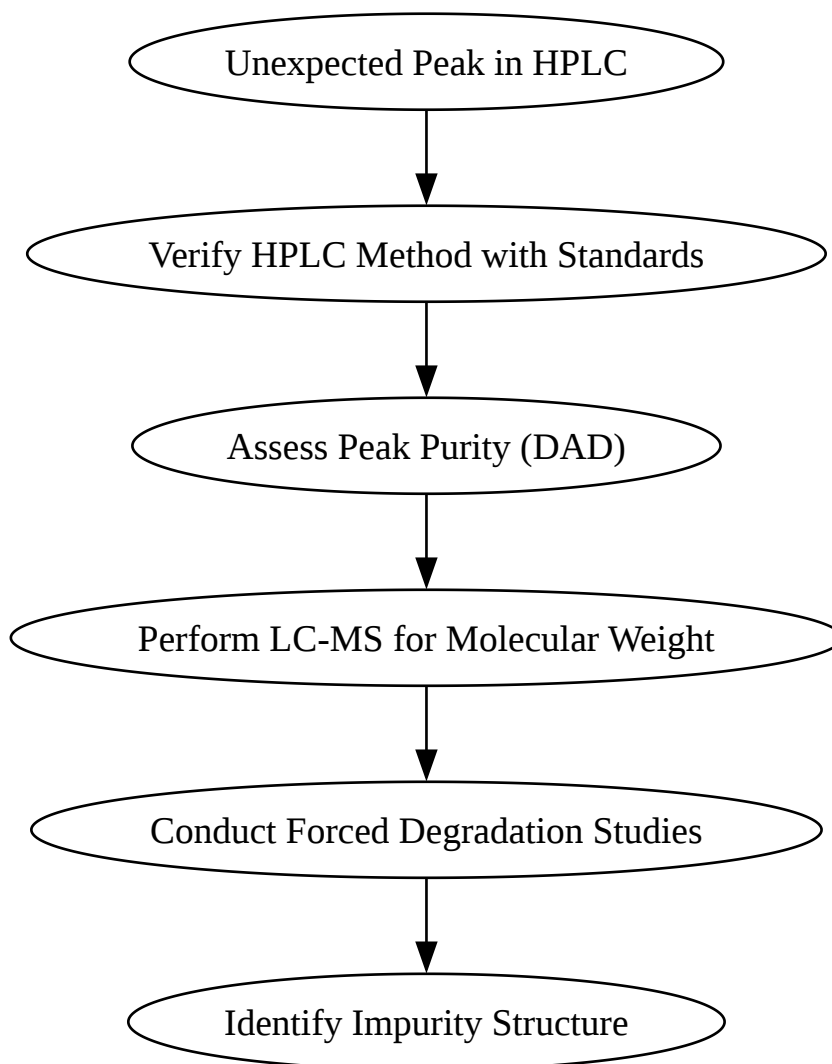 Unexpected Peak in HPLC
Verify HPLC Method with Standards
Assess Peak Purity (DAD)
Perform LC-MS for Molecular Weight
Conduct Forced Degradation Studies
Identify Impurity Structure